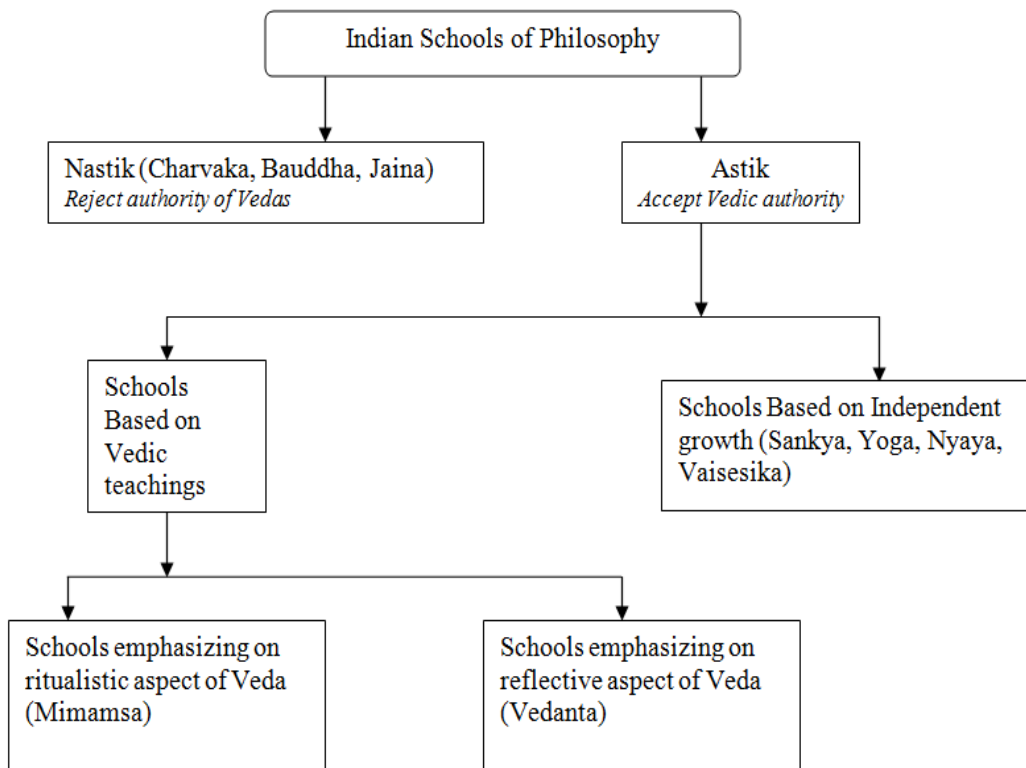 Indian Schools of Philosophy
Nastik (Charvaka, Bauddha, Jaina)
Reject authority of Vedas
Astik
Accept Vedic authority
Schools
Based on
Vedic
teachings
Schools Based on Independent
growth (Sankya, Yoga, Nyaya,
Vaisesika)
Schools emphasizing on
ritualistic aspect of Veda
(Mimamsa)
Schools emphasizing on
reflective aspect of Veda
(Vedanta)